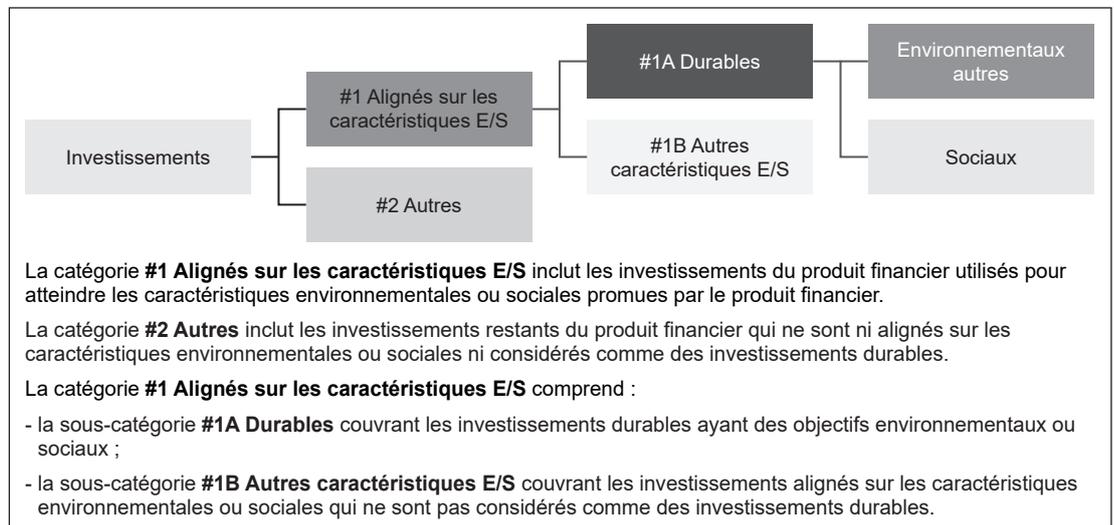 Investissements
#1 Alignés sur les
caractéristiques E/S
#2 Autres
#1A Durables
#1B Autres
caractéristiques E/S
Environnementaux
autres
Sociaux
La catégorie #1 Alignés sur les caractéristiques E/S inclut les investissements du produit financier utilisés pour
atteindre les caractéristiques environnementales ou sociales promues par le produit financier.
La catégorie #2 Autres inclut les investissements restants du produit financier qui ne sont ni alignés sur les
caractéristiques environnementales ou sociales ni considérés comme des investissements durables.
La catégorie #1 Alignés sur les caractéristiques E/S comprend :
- la sous-catégorie #1A Durables couvrant les investissements durables ayant des objectifs environnementaux ou
sociaux ;
- la sous-catégorie #1B Autres caractéristiques E/S couvrant les investissements alignés sur les caractéristiques
environnementales ou sociales qui ne sont pas considérés comme des investissements durables.